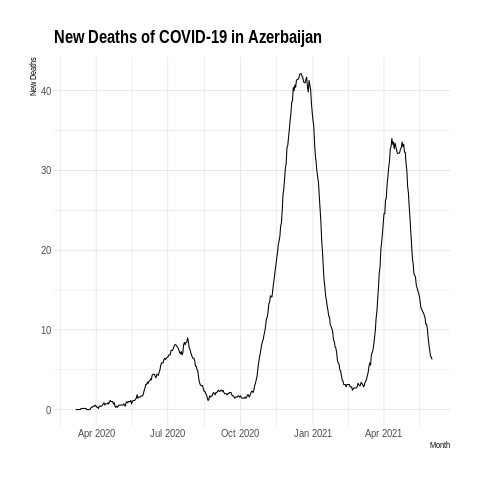 New Deaths of COVID-19 in Azerbaijan
New Deaths
40
30
20
10
0
Apr 2020 Jul 2020 Oct 2020 Jan 2021 Apr 2021
Month